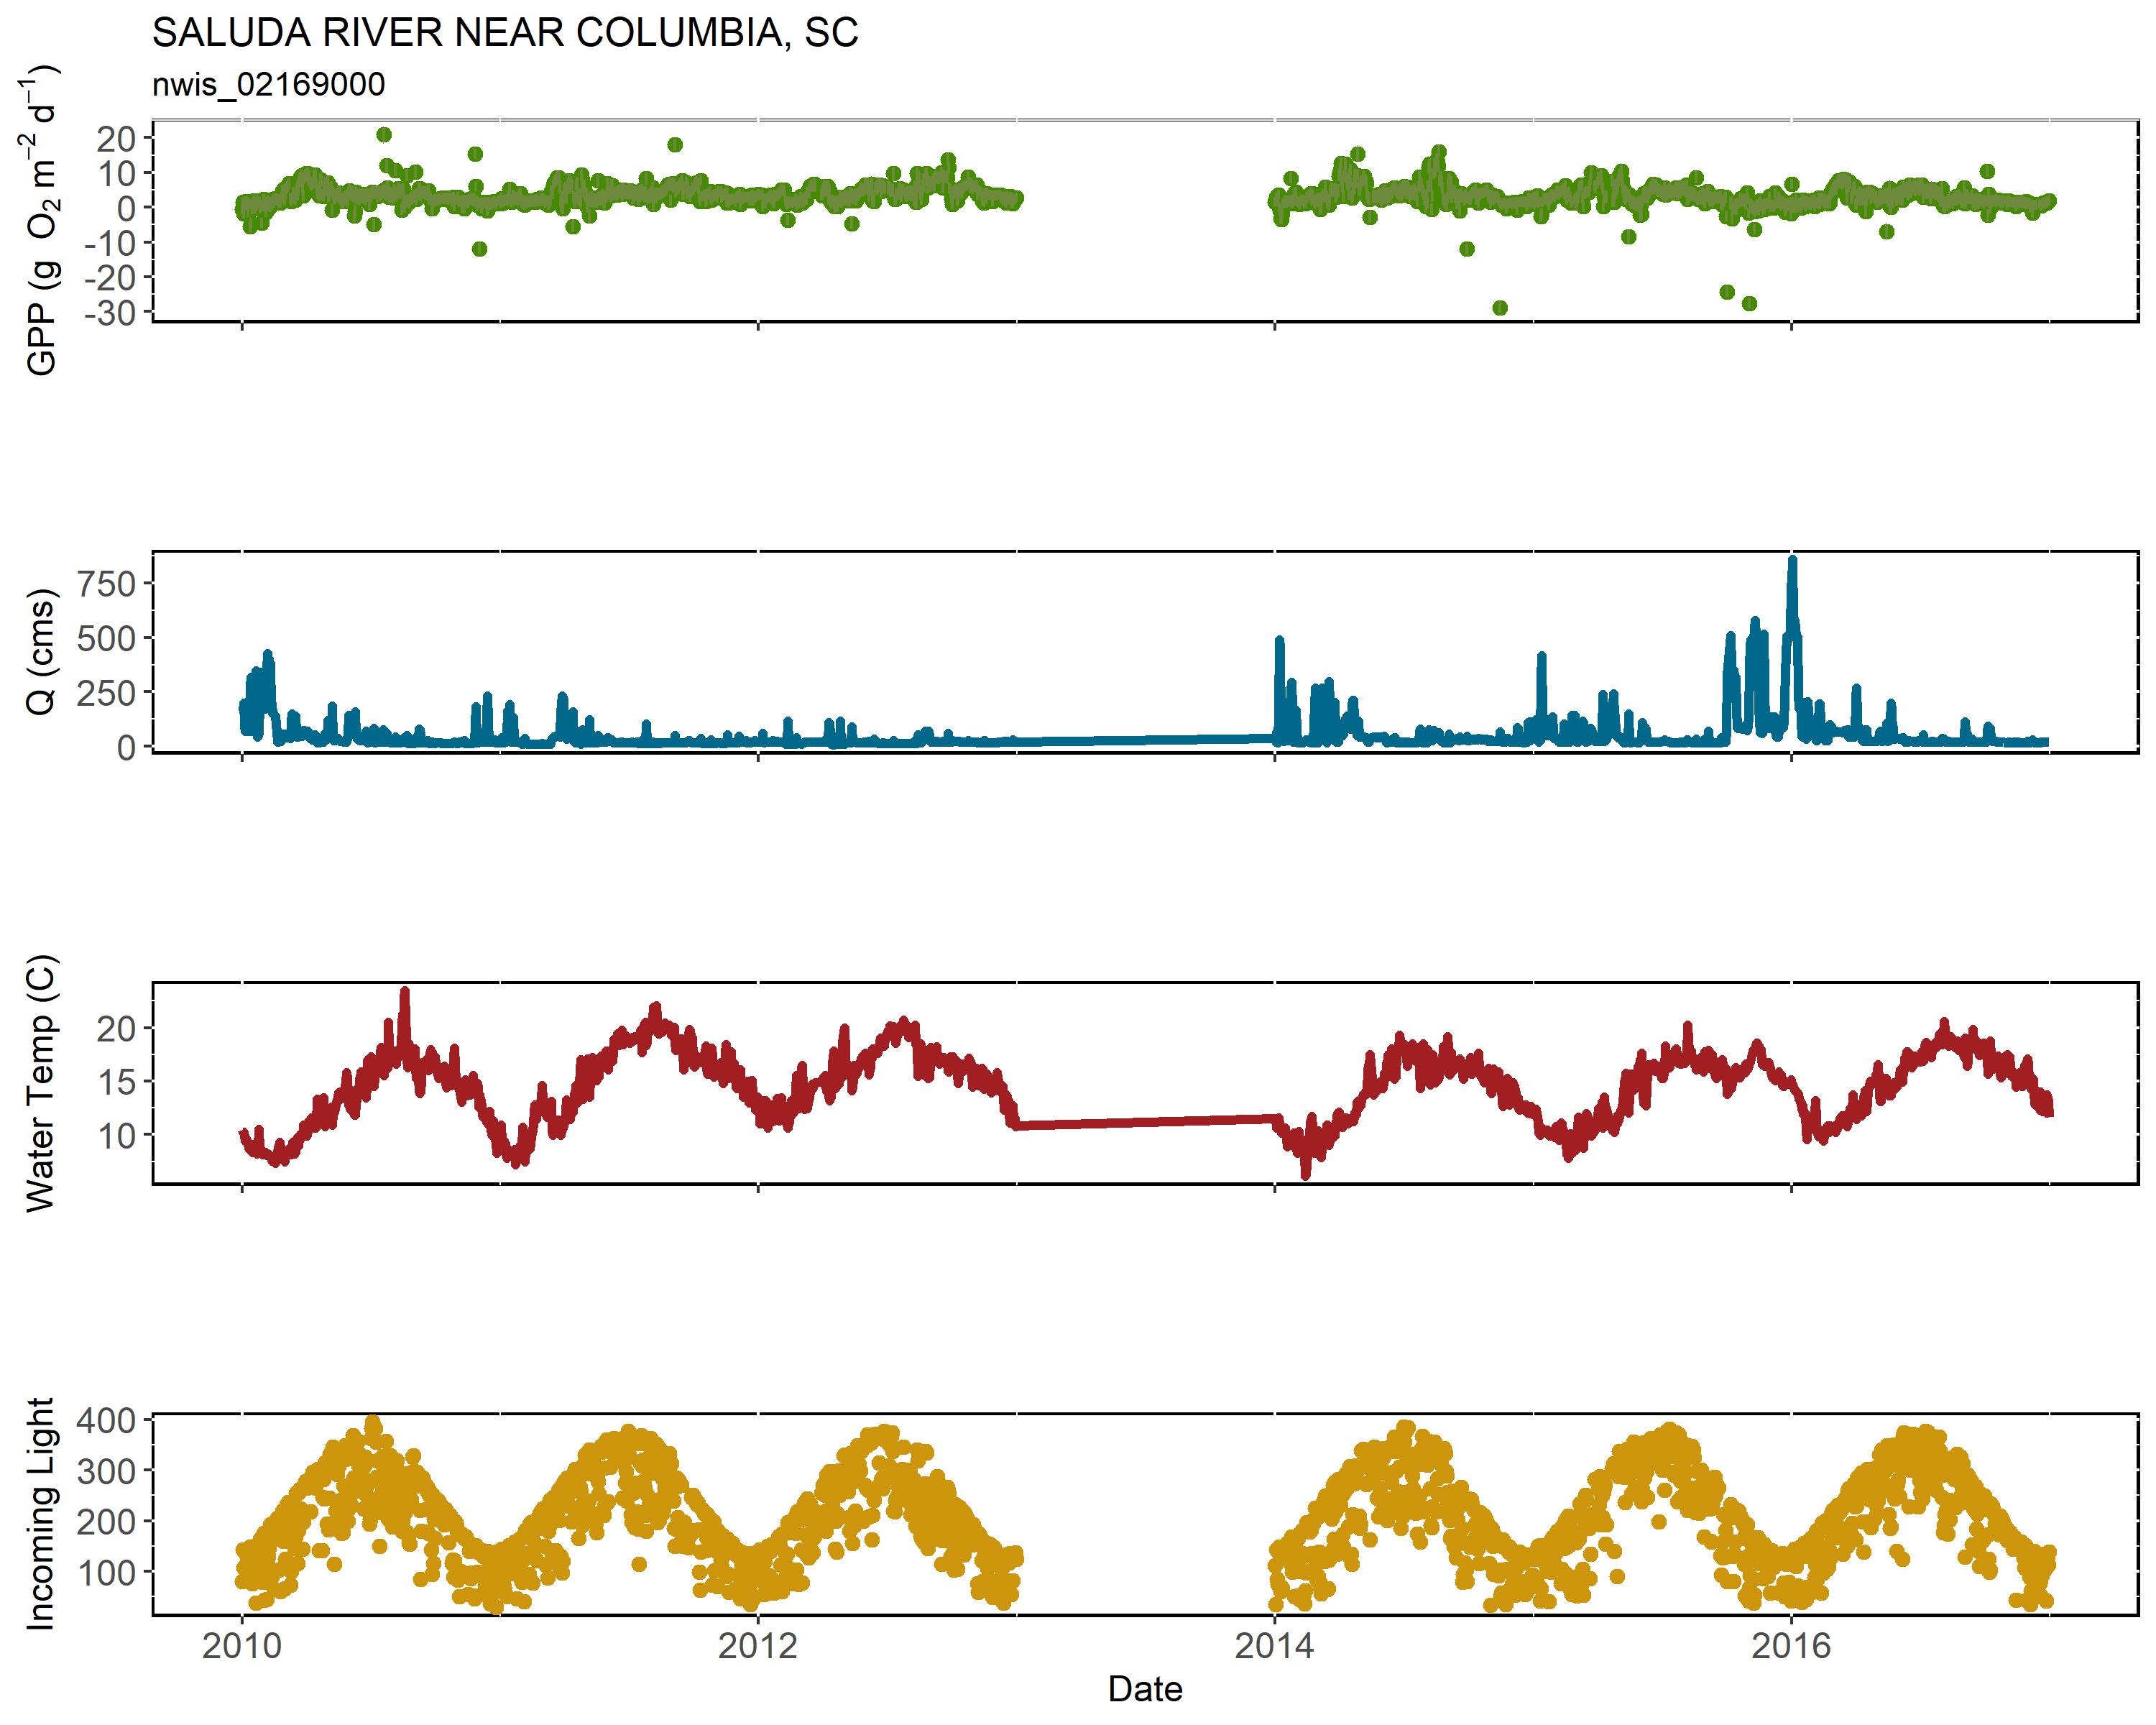 SALUDA RIVER NEAR COLUMBIA, SC
nwis_02169000
GPP (g O₂ m⁻² d⁻¹)
20
10
0
-10
-20
-30
Q (cms)
750
500
250
0
Water Temp (C)
20
15
10
Incoming Light
400
300
200
100
2010 2012 2014 2016
Date